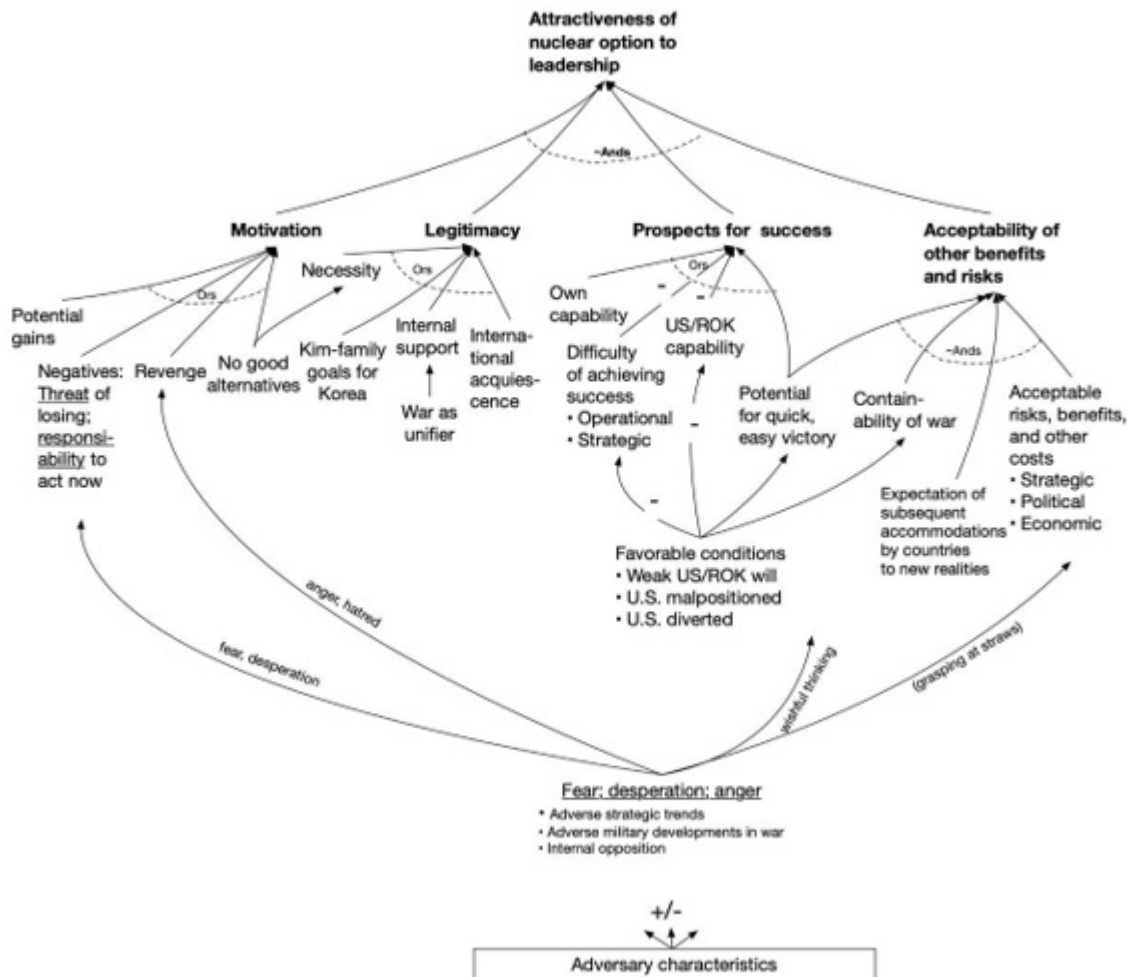 Attractiveness of
nuclear option to
leadership
~Ands
Motivation
Legitimacy
Prospects for success
Acceptability of
other benefits
and risks
Ors
Potential
gains
Negatives:
Threat of
losing;
responsi-
ability to
act now
Revenge
No good
alternatives
Necessity
Ors
Kim-family
goals for
Korea
Internal
support
War as
unifier
Interna-
tional
acquies-
cence
Ors
Own
capability
-
-
Difficulty
of achieving
success
• Operational
• Strategic
US/ROK
capability
Potential
for quick,
easy victory
-
-
~Ands
Contain-
ability of war
Expectation of
subsequent
accommodations
by countries
to new realities
Acceptable
risks, benefits,
and other
costs
• Strategic
• Political
• Economic
Favorable conditions
• Weak US/ROK will
• U.S. malpositioned
• U.S. diverted
anger, hatred
fear, desperation
wishful thinking
(grasping at straws)
Fear; desperation; anger
• Adverse strategic trends
• Adverse military developments in war
• Internal opposition
+/-
Adversary characteristics